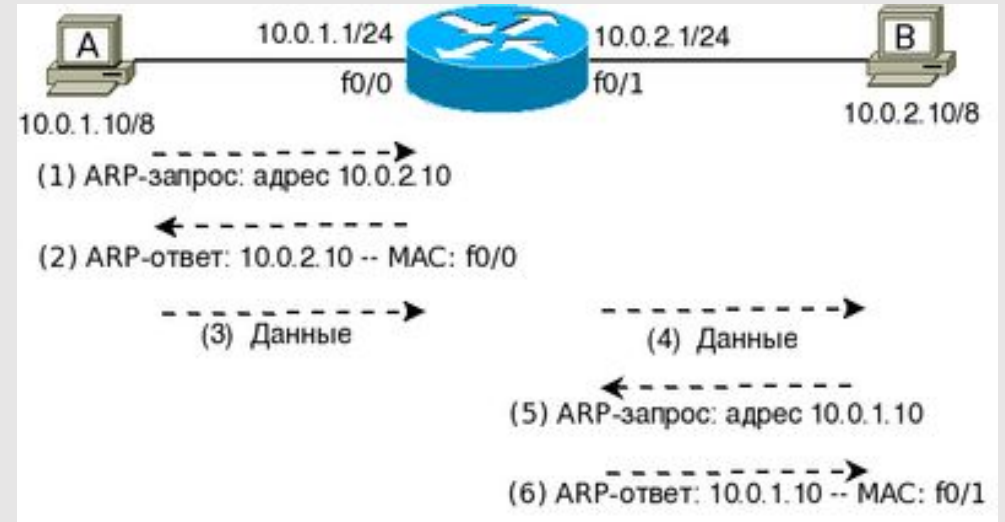 A
10.0.1.1/24
10.0.2.1/24
B
f0/0
f0/1
10.0.1.10/8
10.0.2.10/8
(1) ARP-запрос: адрес 10.0.2.10
(2) ARP-ответ: 10.0.2.10 -- MAC: f0/0
(3) Данные
(4) Данные
(5) ARP-запрос: адрес 10.0.1.10
(6) ARP-ответ: 10.0.1.10 -- MAC: f0/1